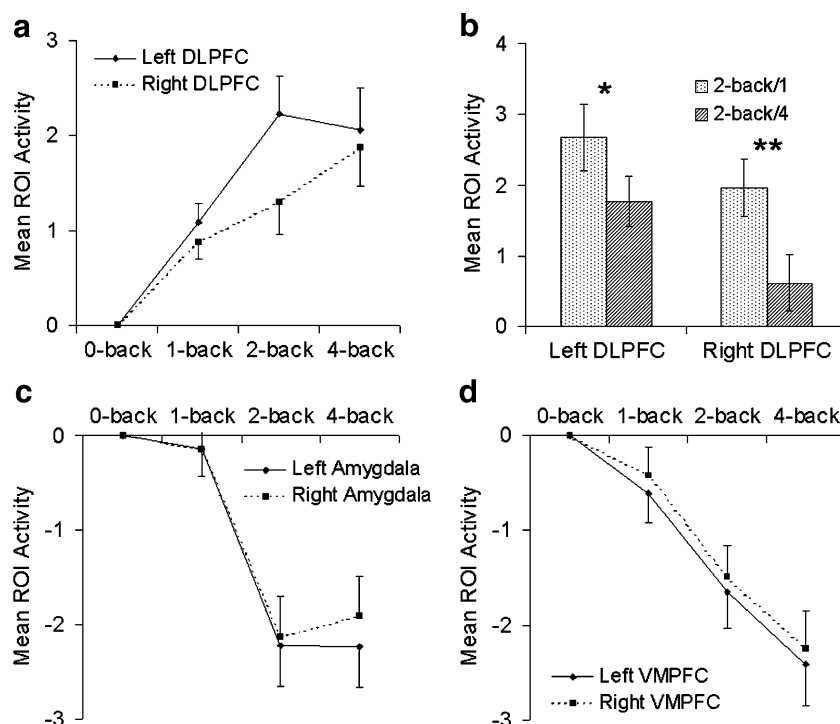 a
Mean ROI Activity
3
2
1
0
Left DLPFC
Right DLPFC
0-back 1-back 2-back 4-back
b
Mean ROI Activity
4
3
2
1
0
2-back/1
2-back/4
*
**
Left DLPFC Right DLPFC
c
0-back 1-back 2-back 4-back
Mean ROI Activity
0
-1
-2
-3
Left Amygdala
Right Amygdala
d
0-back 1-back 2-back 4-back
Mean ROI Activity
0
-1
-2
-3
Left VMPFC
Right VMPFC